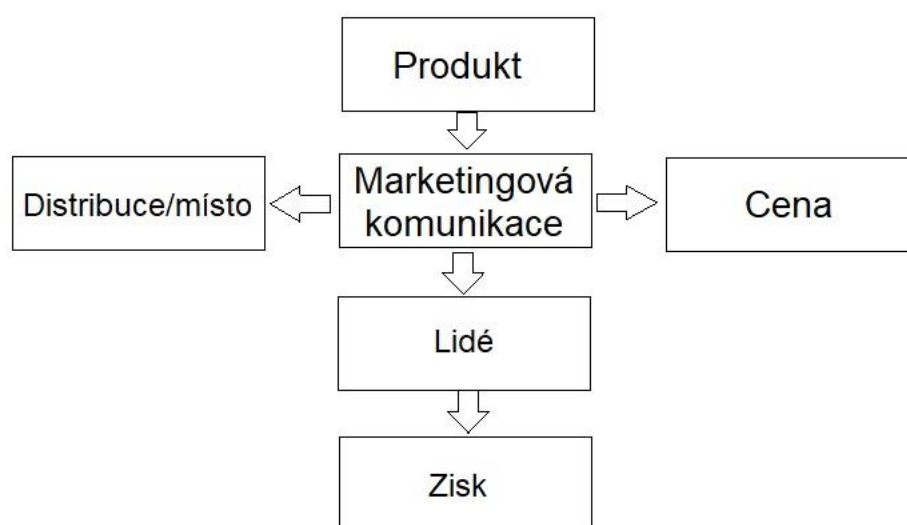 Produkt
Distribuce/místo
Marketingová
komunikace
Cena
Lidé
Zisk